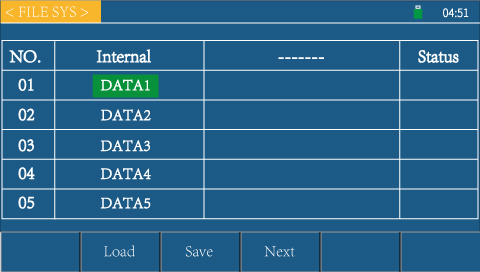 < FILE SYS > 04:51
NO. Internal ------- Status
01 DATA1
02 DATA2
03 DATA3
04 DATA4
05 DATA5
Load Save Next